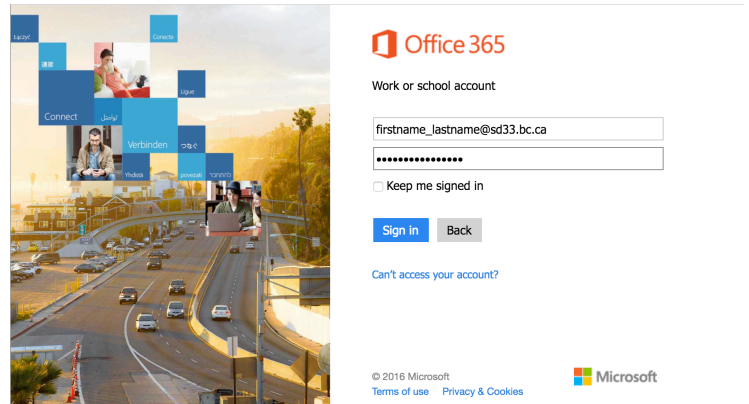 Łączyć
Conecte
連接
Ligue
Connect
تواصل
Verbinden
つなぐ
Yhdistä
povezati
להתחבר
Office 365
Work or school account
firstname_lastname@sd33.bc.ca
••••••••••••••••
Keep me signed in
Sign in
Back
Can't access your account?
© 2016 Microsoft
Microsoft
Terms of use Privacy & Cookies